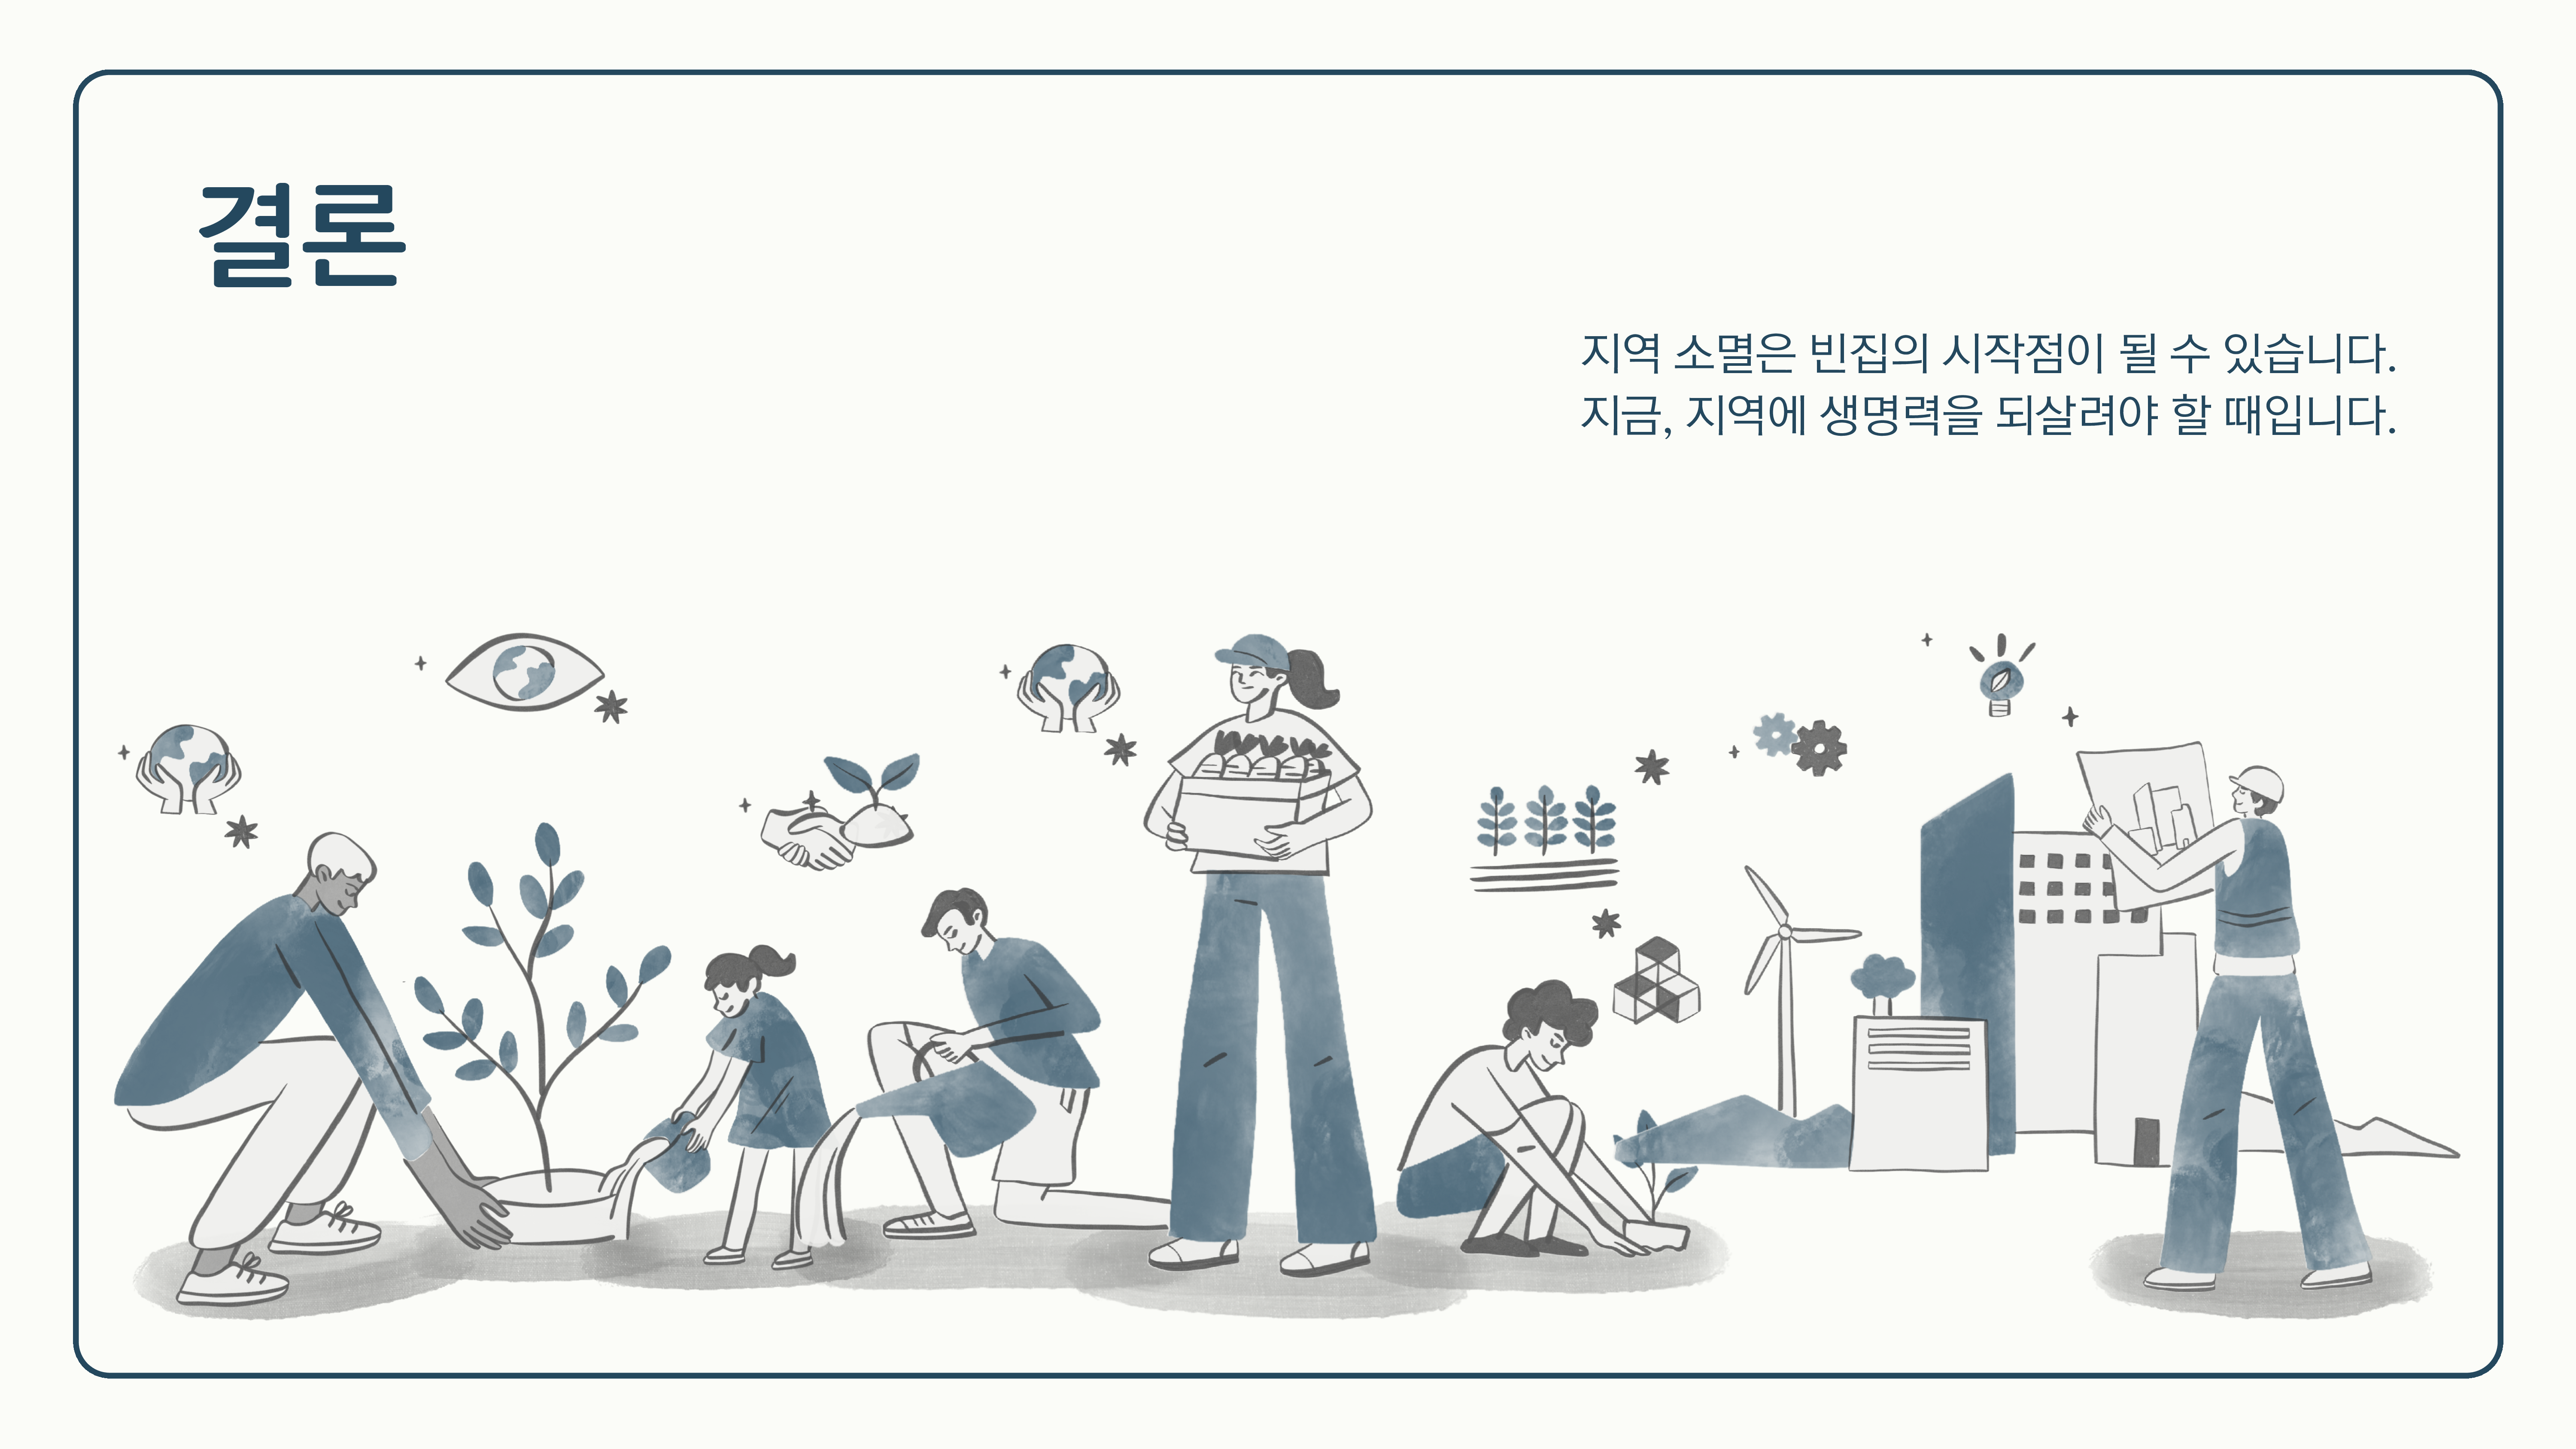 결론
지역 소멸은 빈집의 시작점이 될 수 있습니다.
지금, 지역에 생명력을 되살려야 할 때입니다.